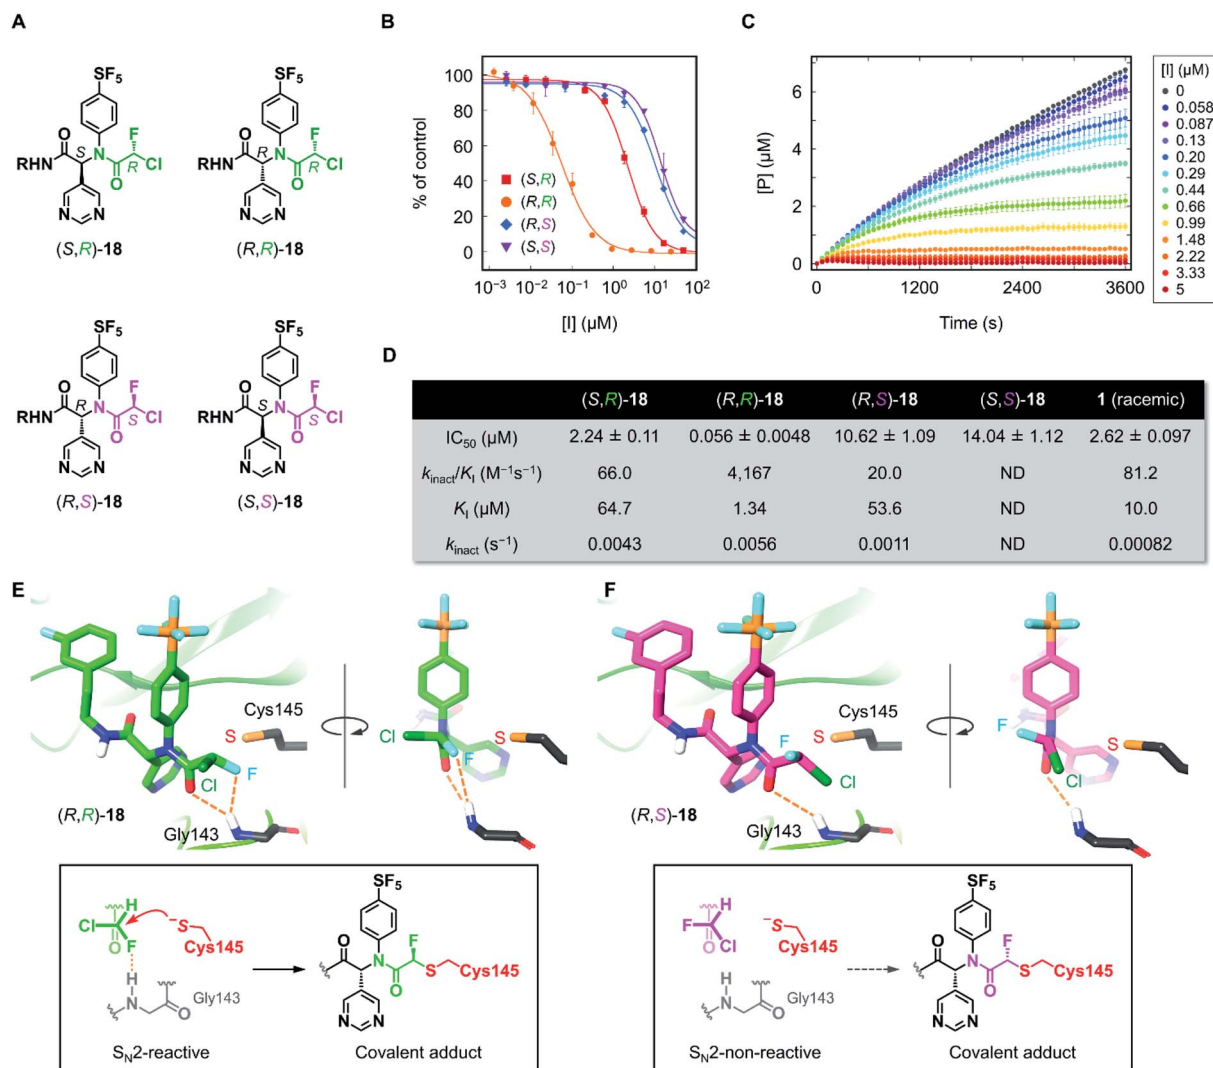 A
SF5
O
S
N
F
Cl
R
RHN
O
N
N
(S,R)-18
SF5
O
R
N
F
Cl
R
RHN
O
N
N
(R,R)-18
SF5
O
R
N
F
Cl
S
RHN
O
N
N
(R,S)-18
SF5
O
S
N
F
Cl
S
RHN
O
N
N
(S,S)-18
B
% of control
100
80
60
40
20
0
(S,R)
(R,R)
(R,S)
(S,S)
10⁻³ 10⁻² 10⁻¹ 10⁰ 10¹ 10²
[I] (μM)
C
[P] (μM)
6
4
2
0
0 1200 2400 3600
Time (s)
[I] (μM)
0
0.058
0.087
0.13
0.20
0.29
0.44
0.66
0.99
1.48
2.22
3.33
5
D
(S,R)-18 (R,R)-18 (R,S)-18 (S,S)-18 1 (racemic)
IC50 (μM) 2.24 ± 0.11 0.056 ± 0.0048 10.62 ± 1.09 14.04 ± 1.12 2.62 ± 0.097
kinact/KI (M⁻¹s⁻¹) 66.0 4,167 20.0 ND 81.2
KI (μM) 64.7 1.34 53.6 ND 10.0
kinact (s⁻¹) 0.0043 0.0056 0.0011 ND 0.00082
E
Cys145
S
F
Cl
Gly143
(R,R)-18
Cl
S
F
Cl
H
O
F
⁻S
Cys145
H
N
O
Gly143
SN2-reactive
SF5
O
N
F
S
Cys145
O
N
N
Covalent adduct
F
Cys145
S
F
Cl
Gly143
(R,S)-18
F
S
Cl
F
H
O
Cl
⁻S
Cys145
H
N
O
Gly143
SN2-non-reactive
SF5
O
N
F
S
Cys145
O
N
N
Covalent adduct